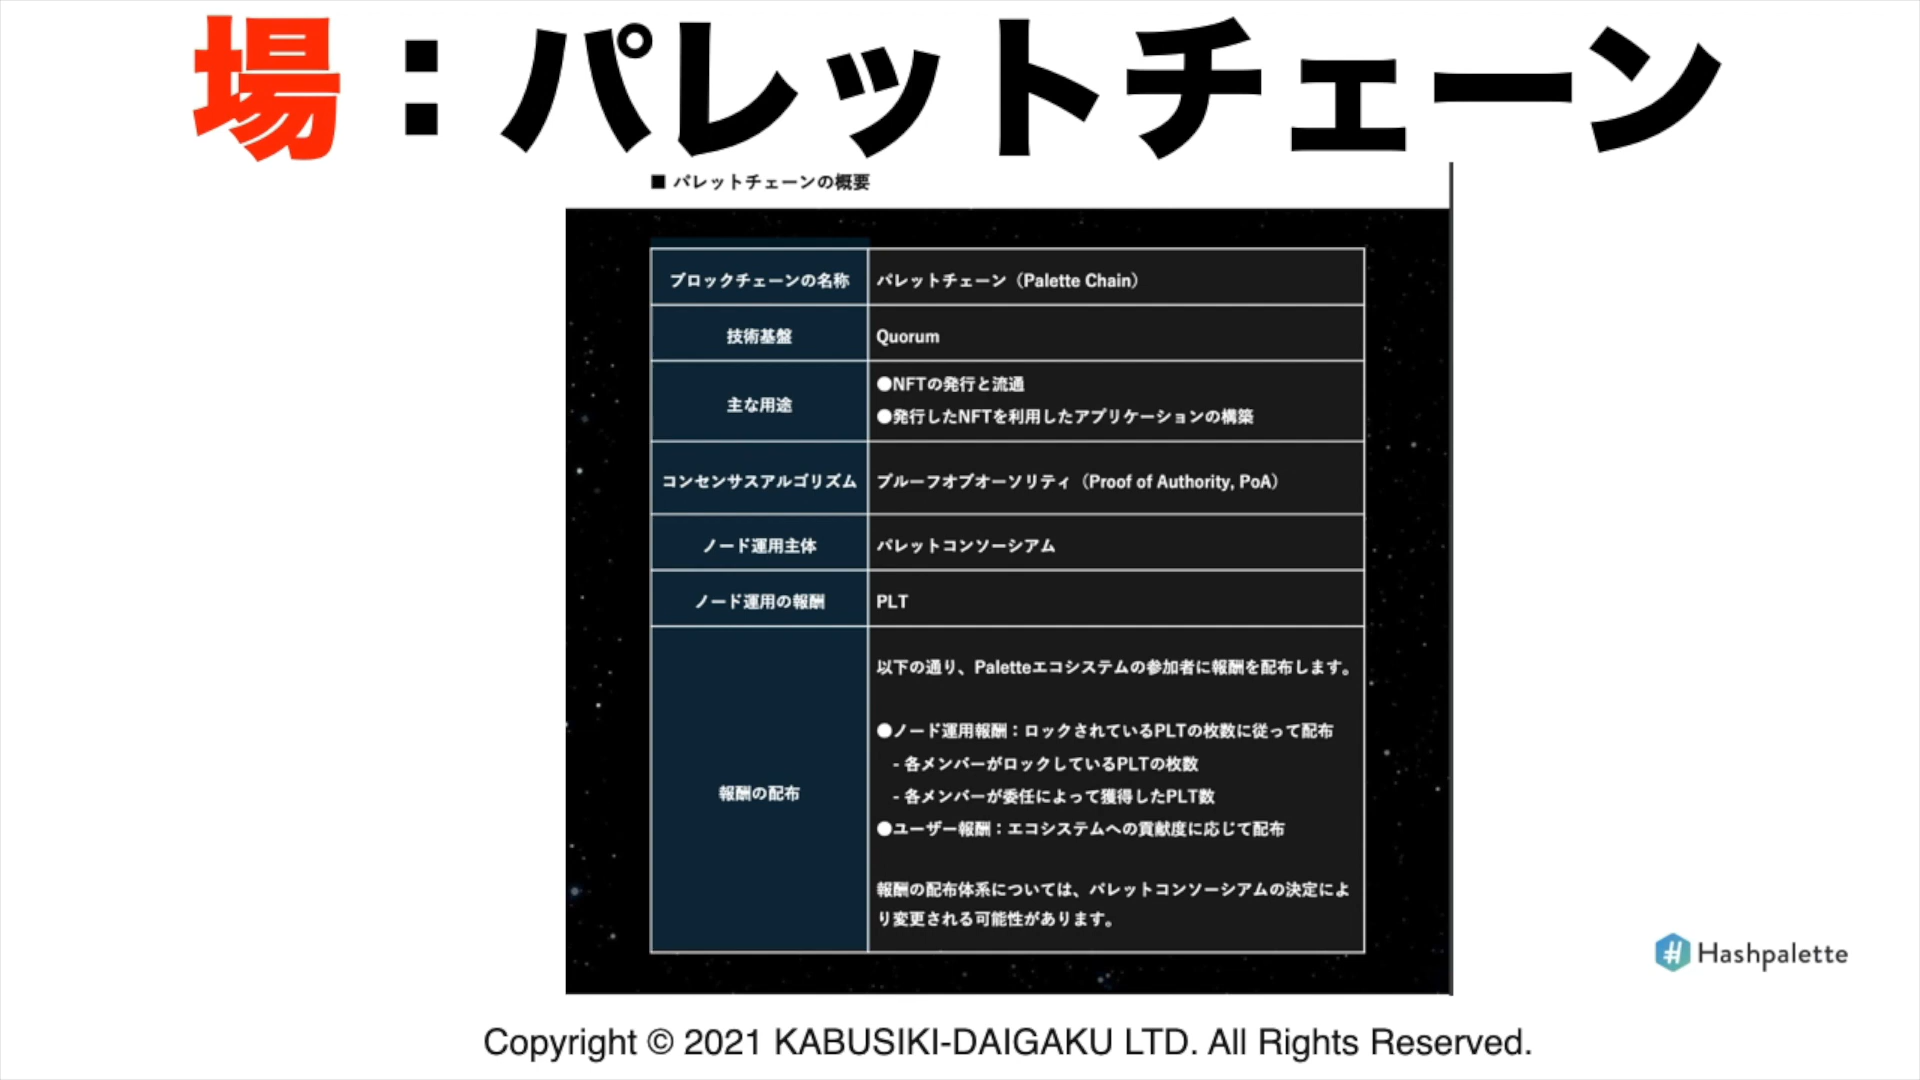 場：パレットチェーン
■ パレットチェーンの概要
ブロックチェーンの名称
パレットチェーン（Palette Chain）
技術基盤
Quorum
主な用途
●NFTの発行と流通
●発行したNFTを利用したアプリケーションの構築
コンセンサスアルゴリズム
プルーフオブオーソリティ（Proof of Authority, PoA）
ノード運用主体
パレットコンソーシアム
ノード運用の報酬
PLT
報酬の配布
以下の通り、Paletteエコシステムの参加者に報酬を配布します。
●ノード運用報酬：ロックされているPLTの枚数に従って配布
- 各メンバーがロックしているPLTの枚数
- 各メンバーが委任によって獲得したPLT数
●ユーザー報酬：エコシステムへの貢献度に応じて配布
報酬の配布体系については、パレットコンソーシアムの決定によ
り変更される可能性があります。
# Hashpalette
Copyright © 2021 KABUSIKI-DAIGAKU LTD. All Rights Reserved.